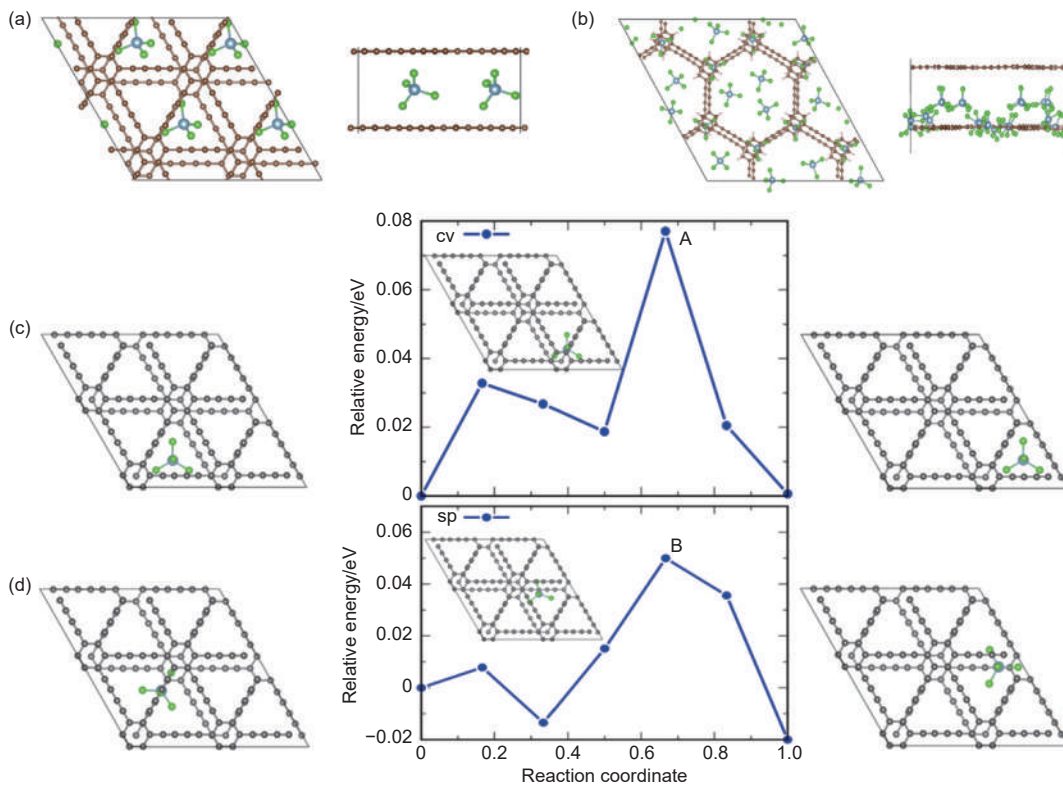 (a)
(b)
(c)
cv
A
0.08
0.06
0.04
0.02
0
Relative energy/eV
(d)
sp
B
0.06
0.04
0.02
0
−0.02
Relative energy/eV
0 0.2 0.4 0.6 0.8 1.0
Reaction coordinate